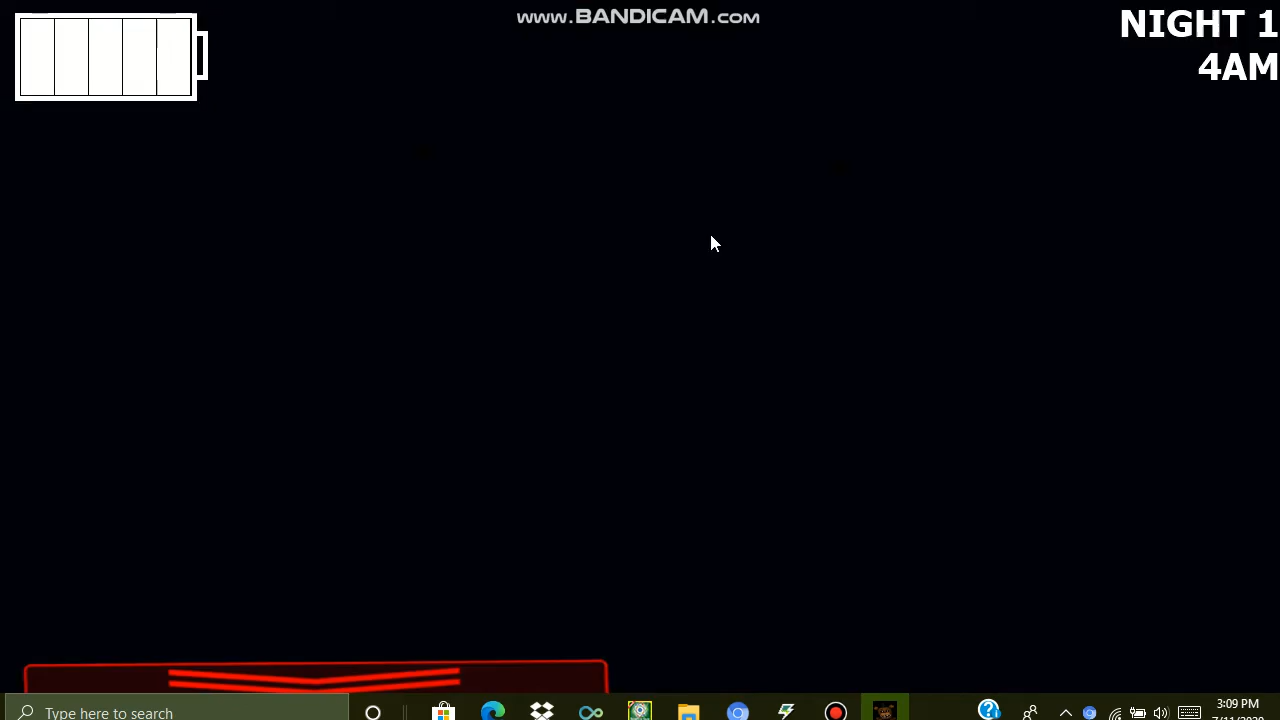 www.BANDICAM.com
NIGHT 1
4AM
Type here to search
3:09 PM